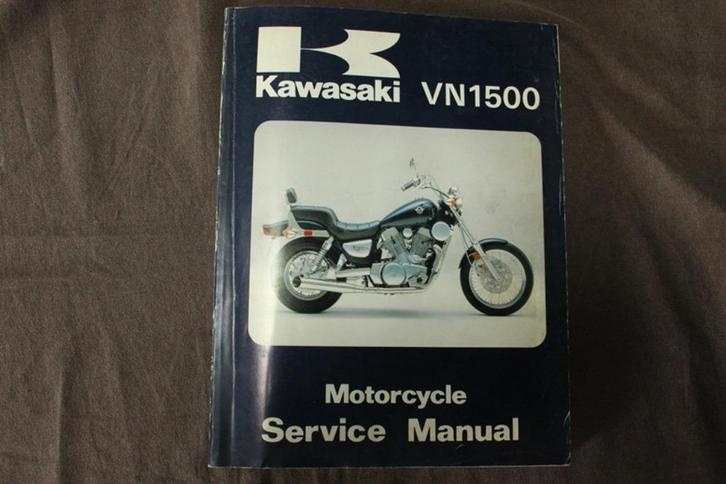 Kawasaki VN1500
Motorcycle
Service Manual